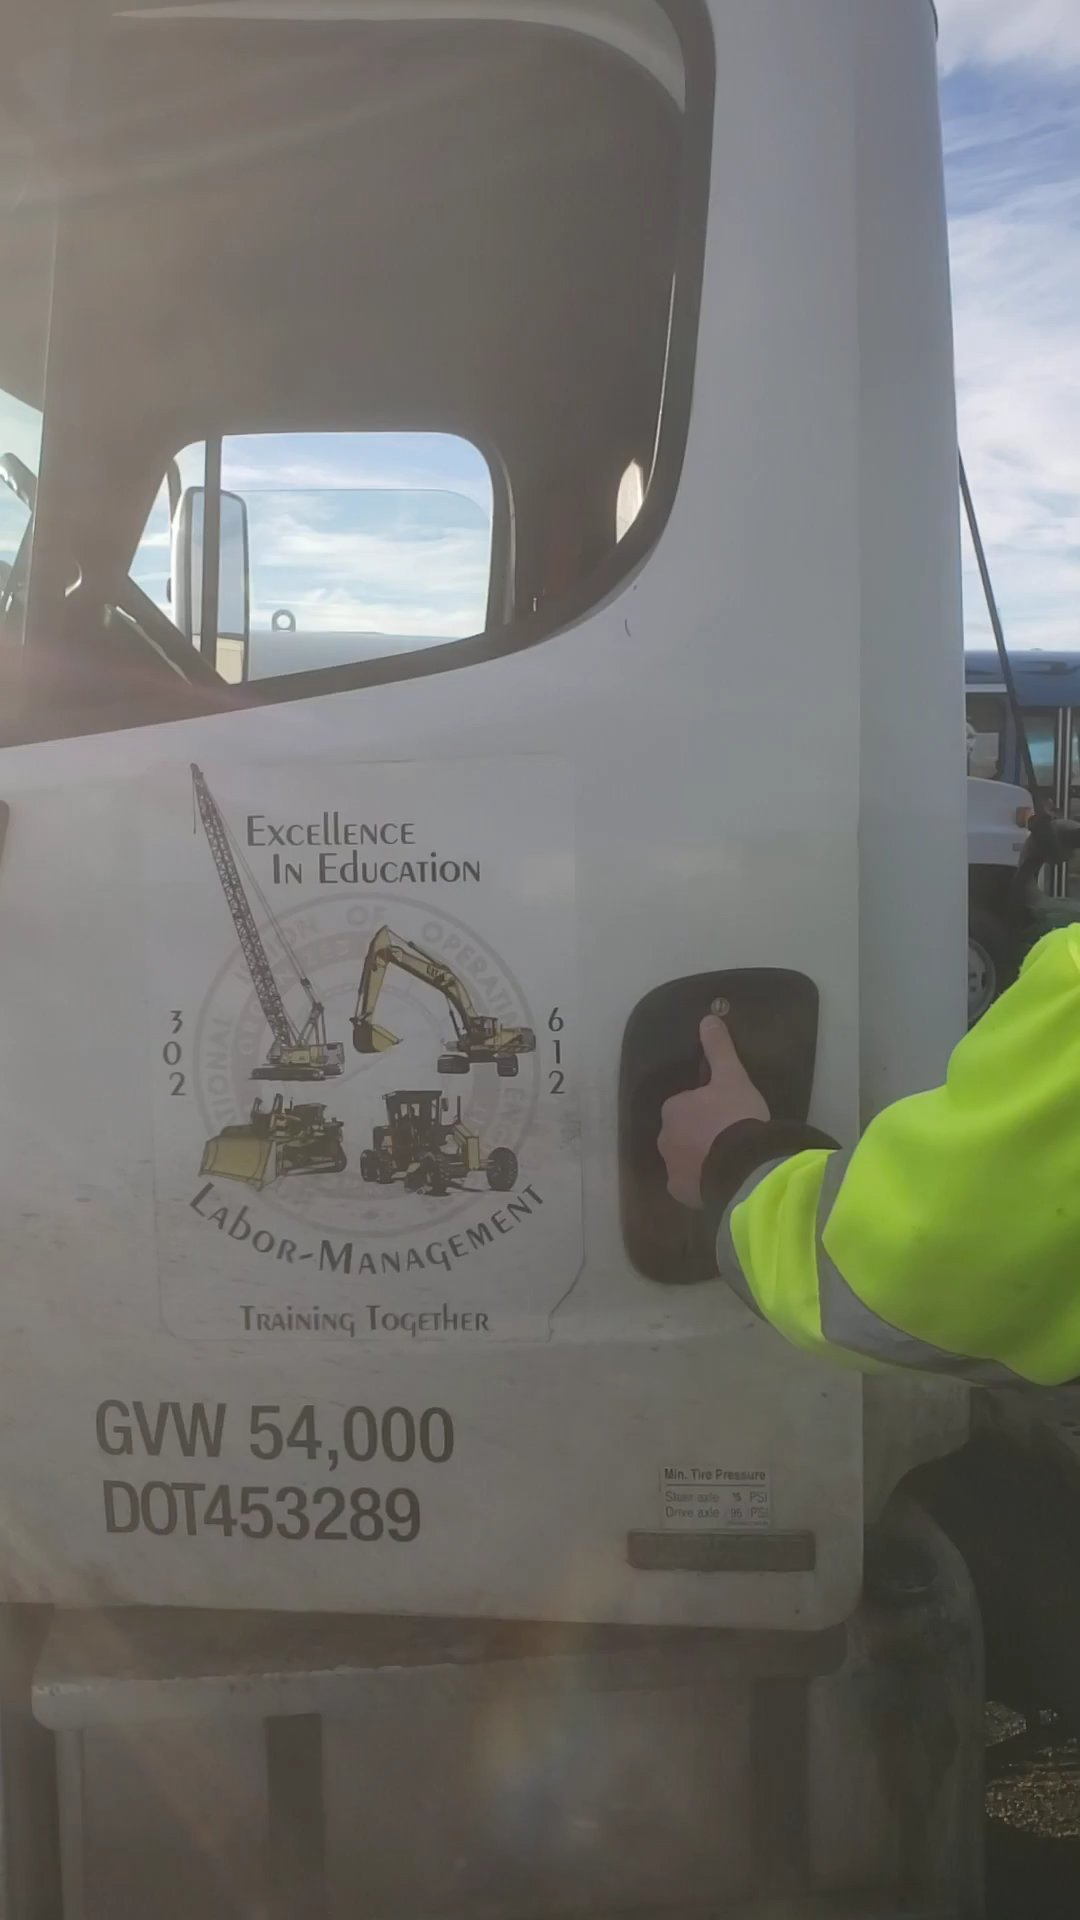 Excellence
In Education
302
612
Labor-Management
Training Together
GVW 54,000
DOT453289
Min. Tire Pressure
Steer axle PSI
Drive axle 95 PSI